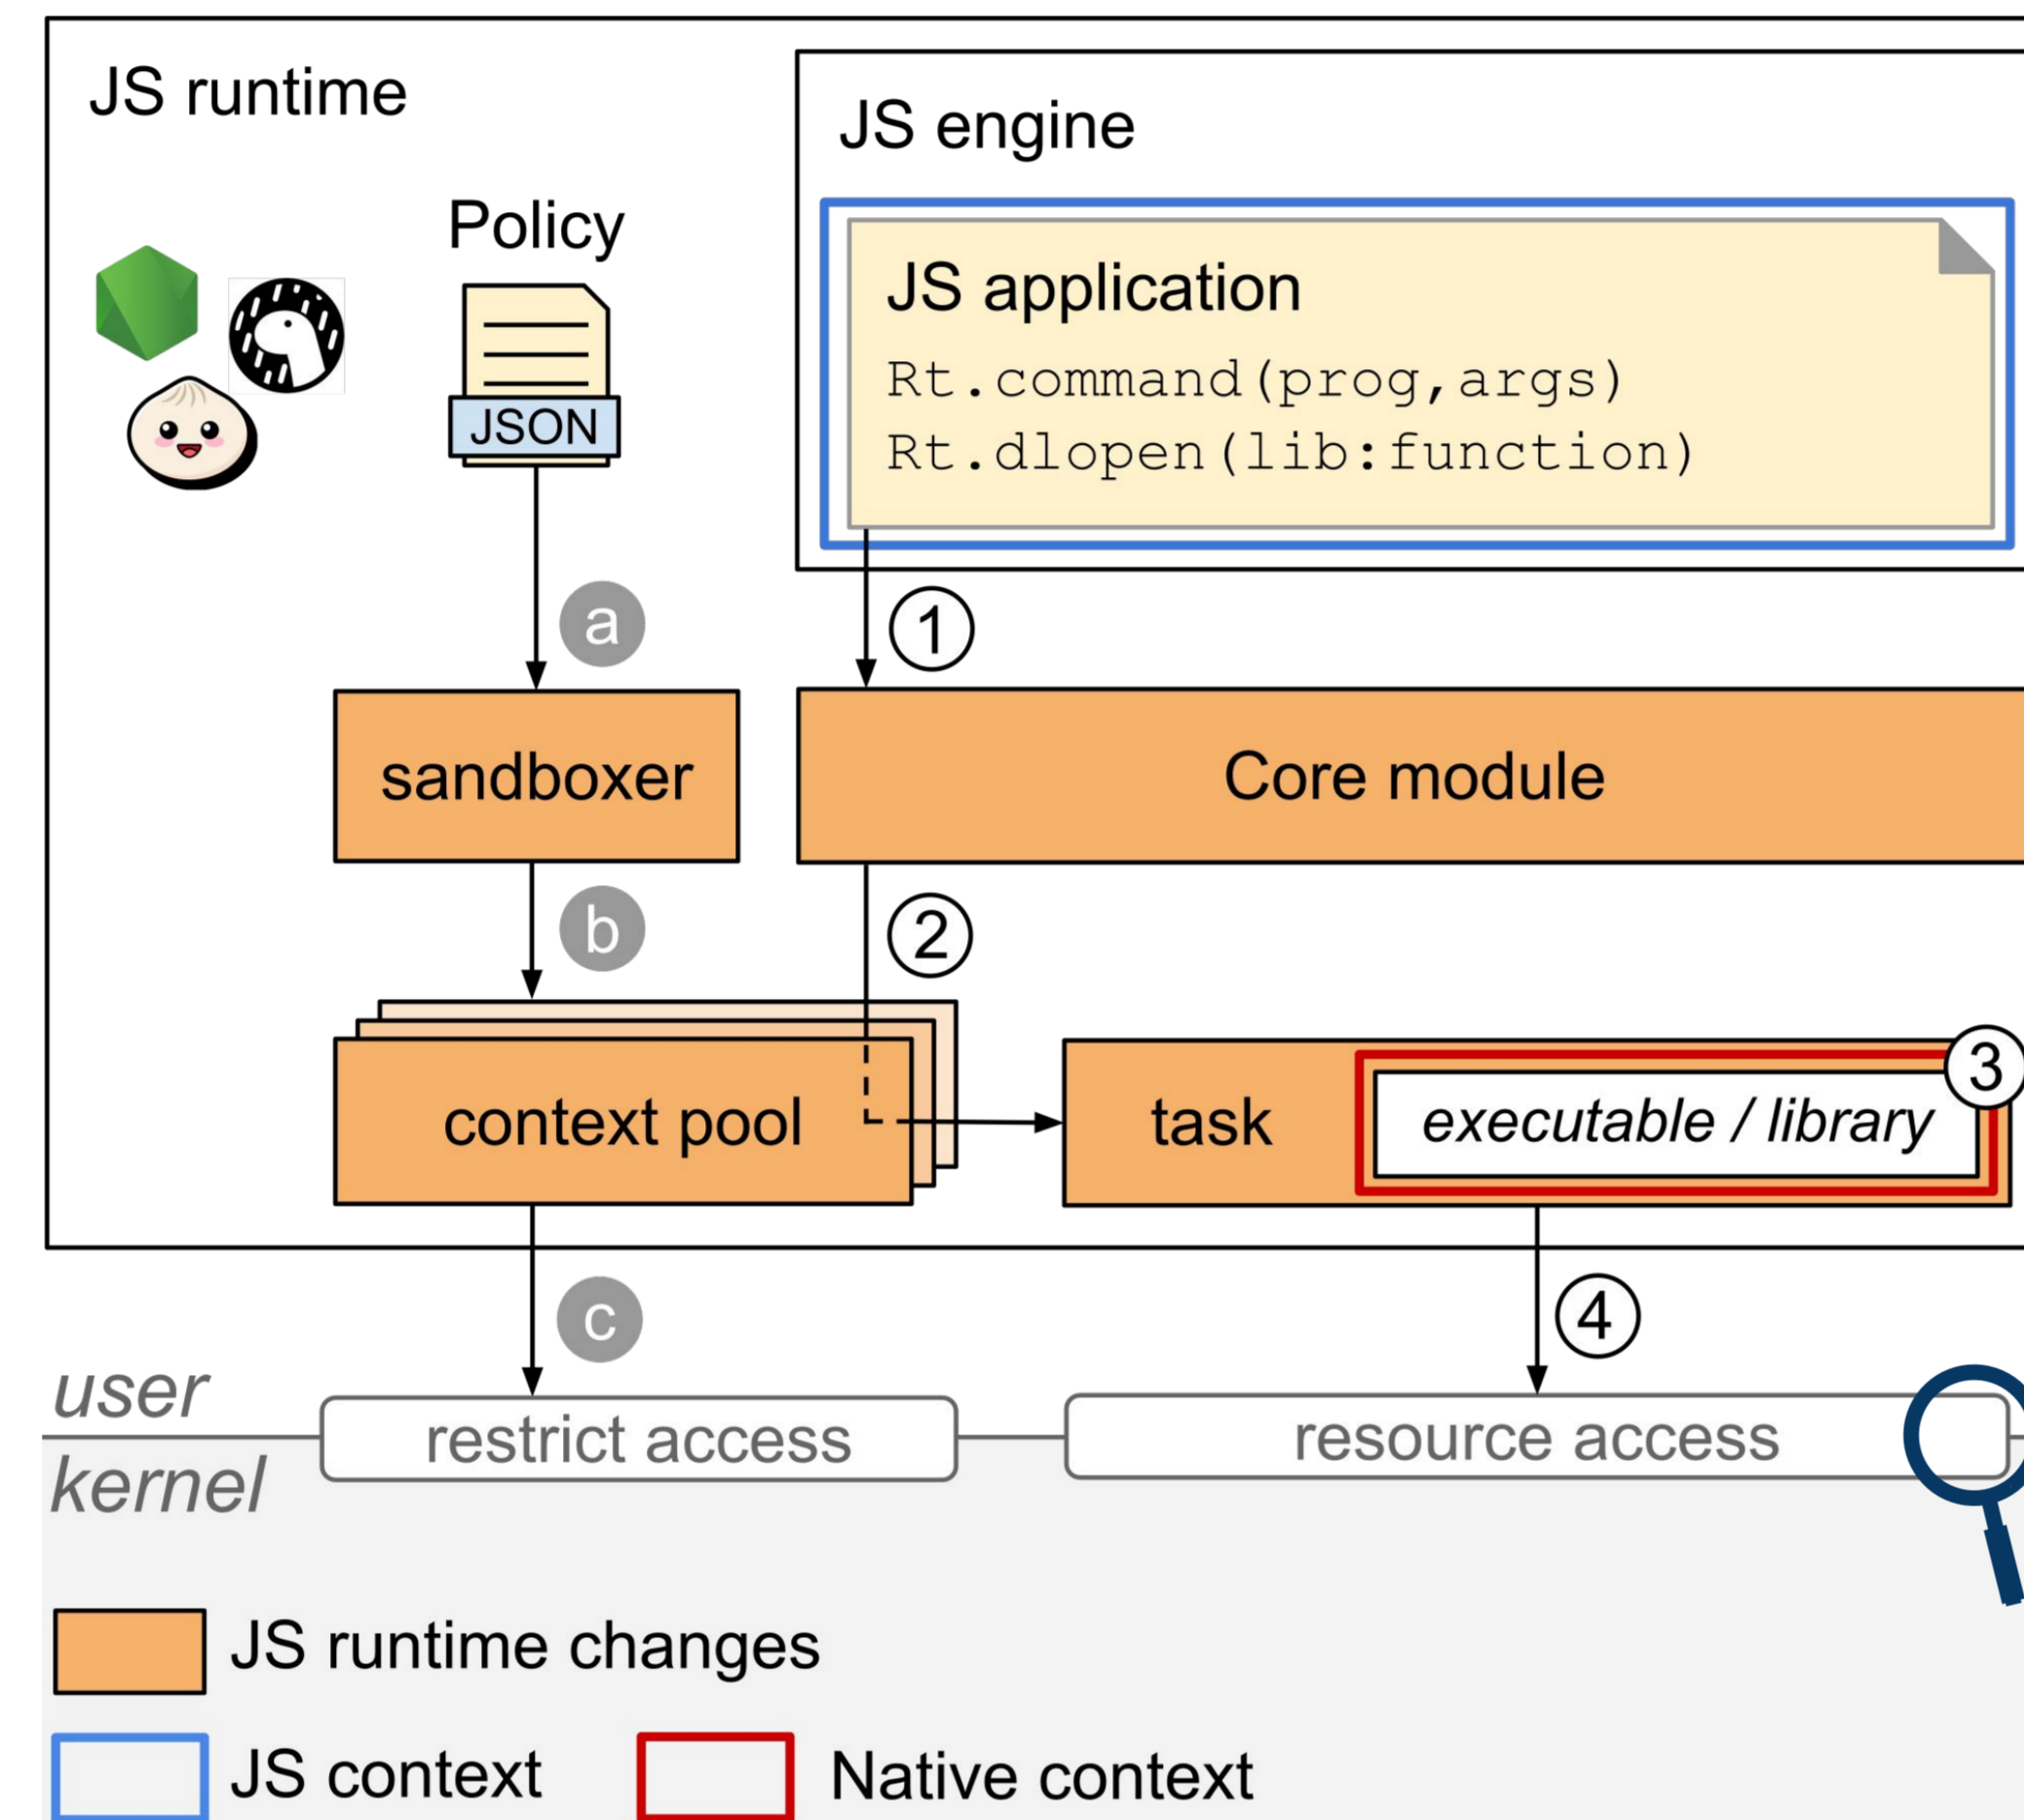 JS runtime
JS engine
Policy
JSON
JS application
Rt.command(prog,args)
Rt.dlopen(lib:function)
a
1
sandboxer
Core module
b
2
context pool
task
executable / library
3
c
4
user
kernel
restrict access
resource access
JS runtime changes
JS context
Native context